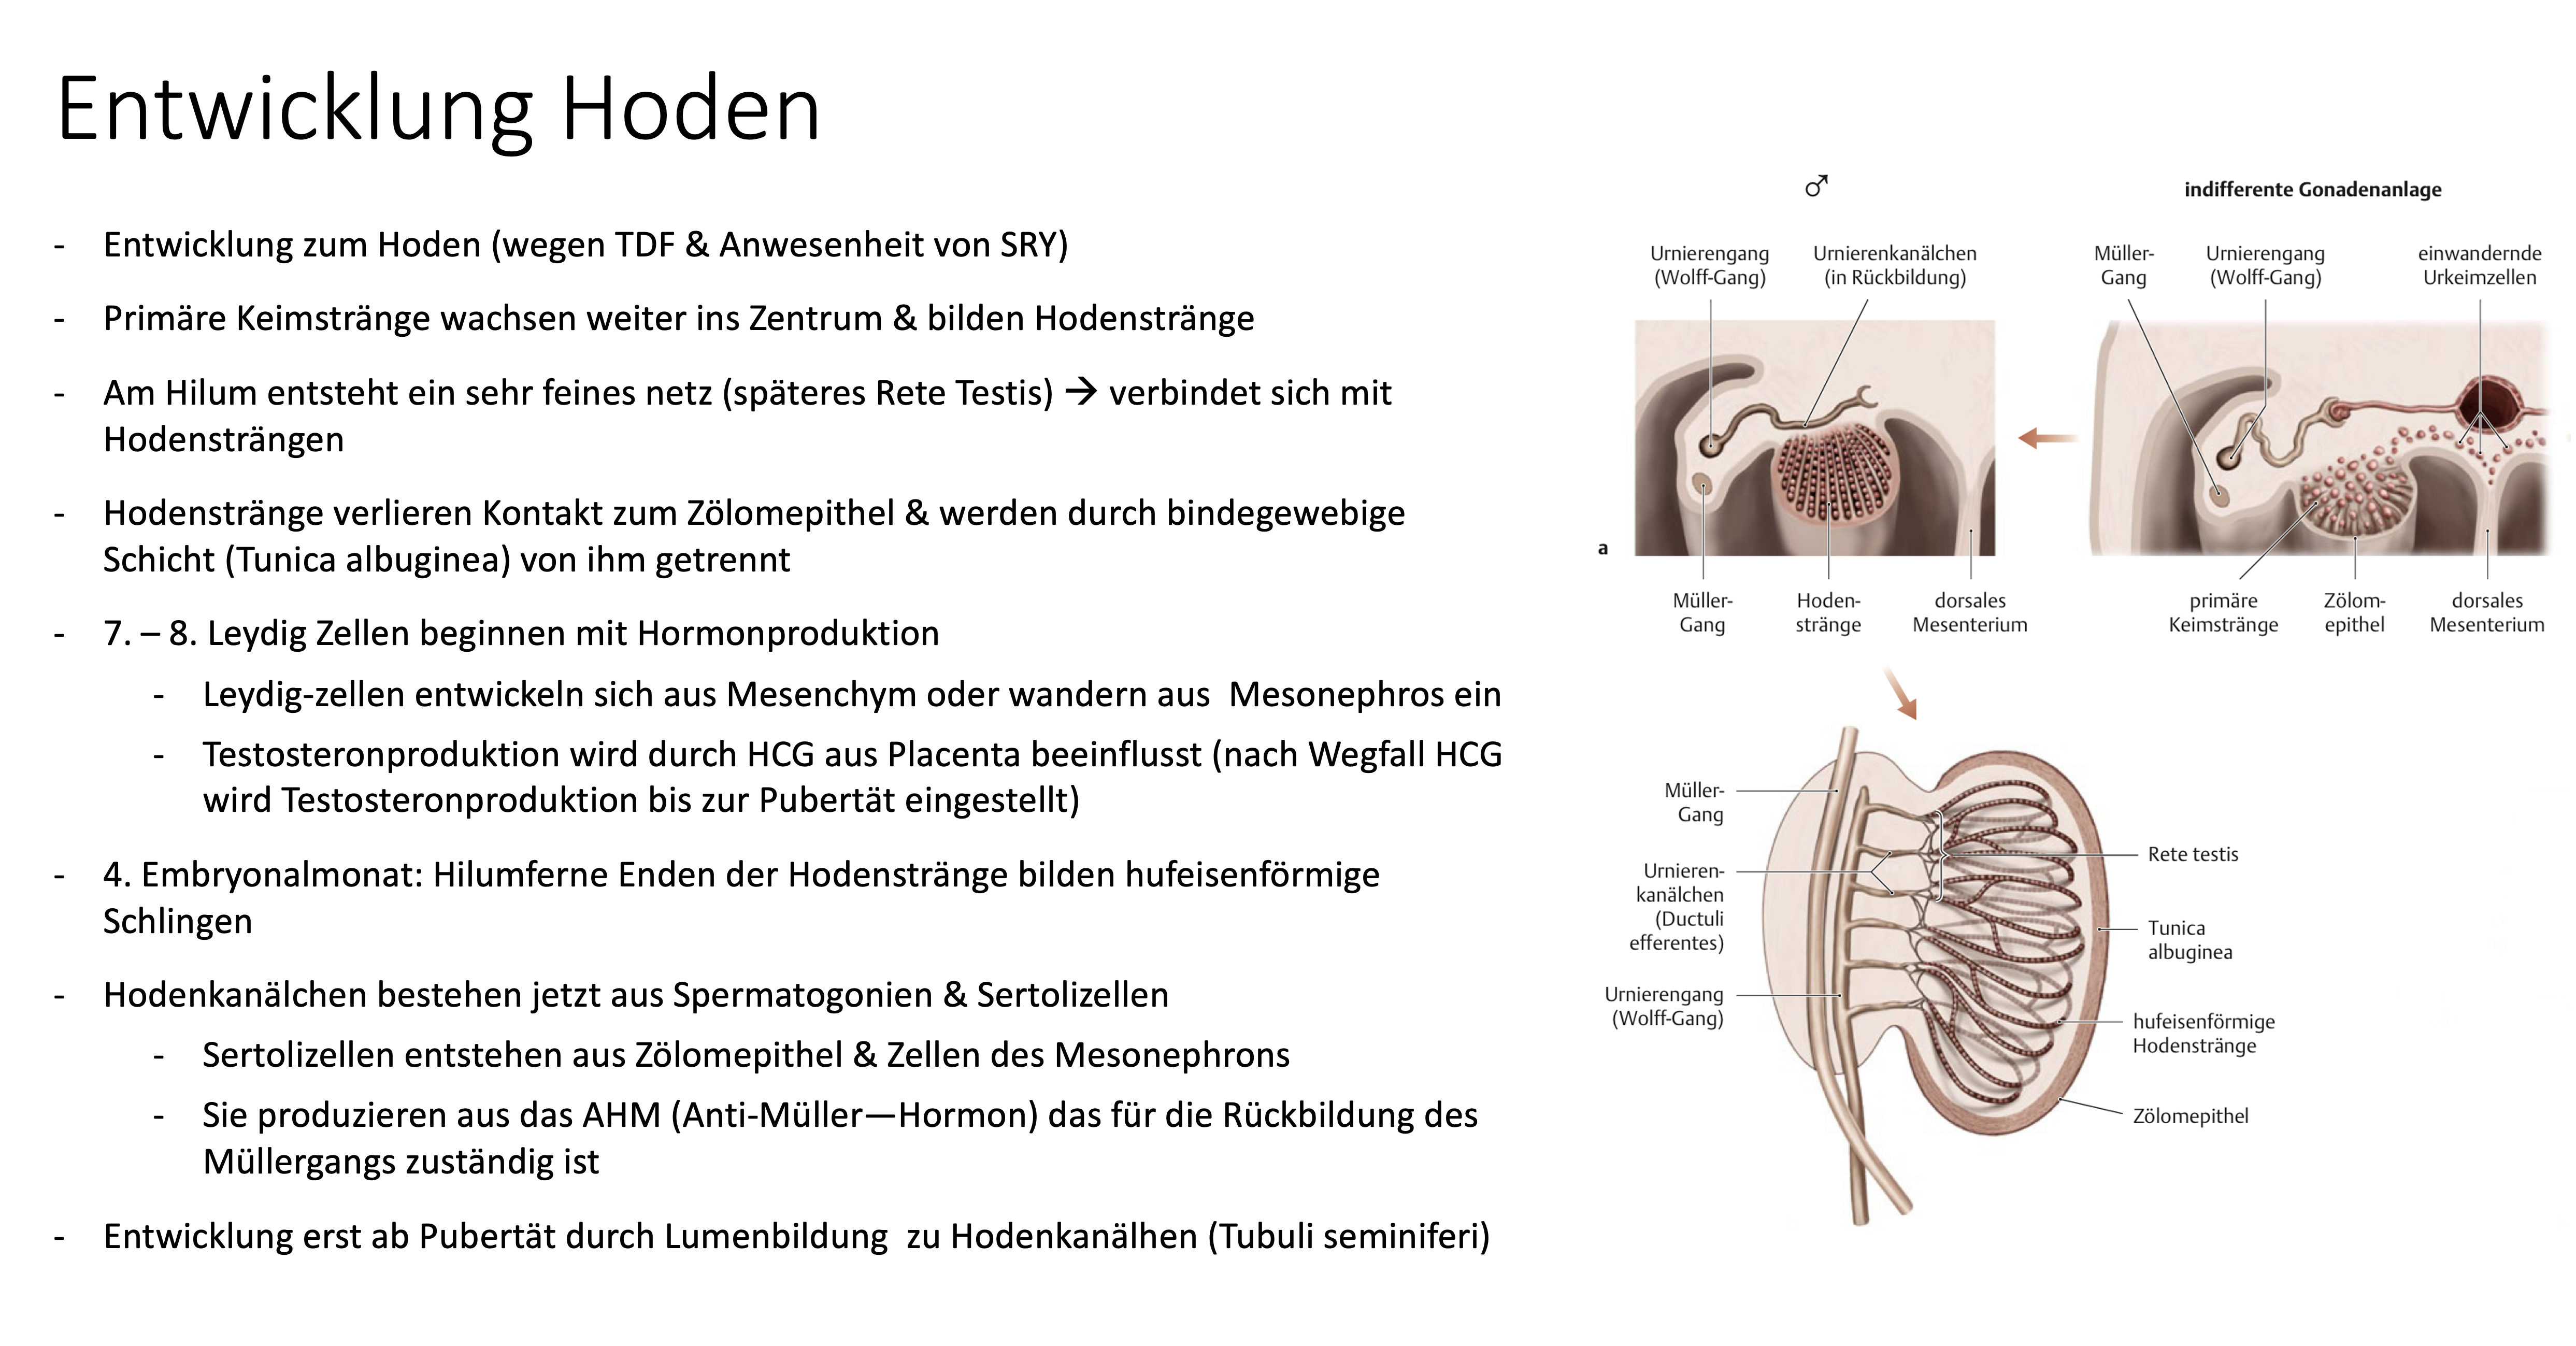 Entwicklung Hoden
- Entwicklung zum Hoden (wegen TDF & Anwesenheit von SRY)
- Primäre Keimstränge wachsen weiter ins Zentrum & bilden Hodenstränge
- Am Hilum entsteht ein sehr feines netz (späteres Rete Testis) → verbindet sich mit
Hodensträngen
- Hodenstränge verlieren Kontakt zum Zölomepithel & werden durch bindegewebige
Schicht (Tunica albuginea) von ihm getrennt
- 7. – 8. Leydig Zellen beginnen mit Hormonproduktion
- Leydig-zellen entwickeln sich aus Mesenchym oder wandern aus  Mesonephros ein
- Testosteronproduktion wird durch HCG aus Placenta beeinflusst (nach Wegfall HCG
wird Testosteronproduktion bis zur Pubertät eingestellt)
- 4. Embryonalmonat: Hilumferne Enden der Hodenstränge bilden hufeisenförmige
Schlingen
- Hodenkanälchen bestehen jetzt aus Spermatogonien & Sertolizellen
- Sertolizellen entstehen aus Zölomepithel & Zellen des Mesonephrons
- Sie produzieren aus das AHM (Anti-Müller—Hormon) das für die Rückbildung des
Müllergangs zuständig ist
- Entwicklung erst ab Pubertät durch Lumenbildung  zu Hodenkanälhen (Tubuli seminiferi)
♂
indifferente Gonadenanlage
Urnierengang
(Wolff-Gang)
Urnierenkanälchen
(in Rückbildung)
Müller-
Gang
Urnierengang
(Wolff-Gang)
einwandernde
Urkeimzellen
a
Müller-
Gang
Hoden-
stränge
dorsales
Mesenterium
primäre
Keimstränge
Zölom-
epithel
dorsales
Mesenterium
Müller-
Gang
Urnieren-
kanälchen
(Ductuli
efferentes)
Urnierengang
(Wolff-Gang)
Rete testis
Tunica
albuginea
hufeisenförmige
Hodenstränge
Zölomepithel